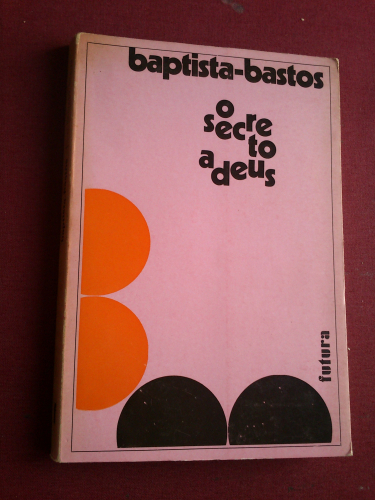 baptista-bastos
o
secre
to
adeus
futura